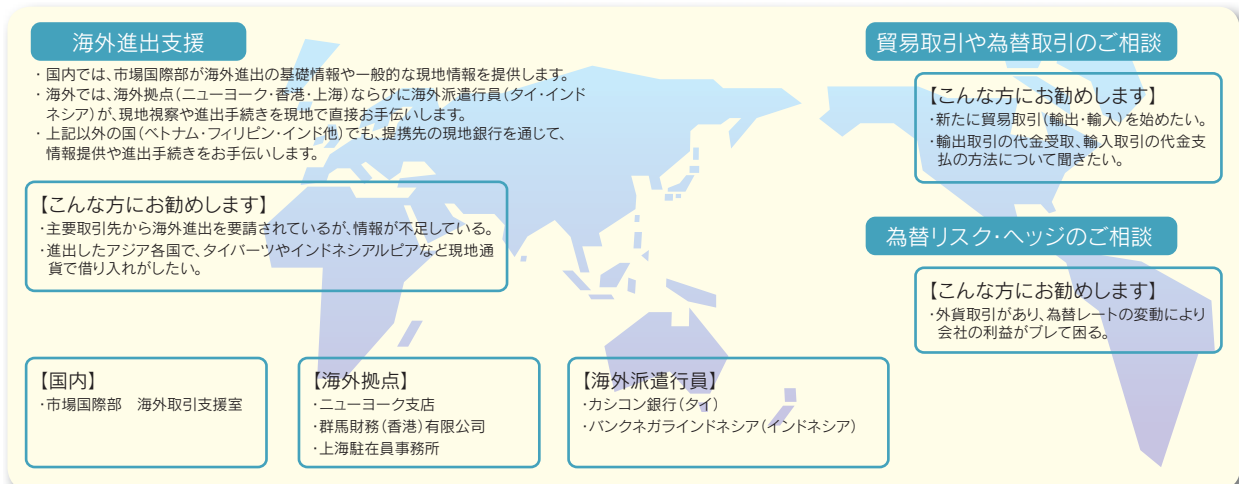 海外進出支援
・国内では、市場国際部が海外進出の基礎情報や一般的な現地情報を提供します。
・海外では、海外拠点(ニューヨーク・香港・上海)ならびに海外派遣行員(タイ・インド
ネシア)が、現地視察や進出手続きを現地で直接お手伝いします。
・上記以外の国(ベトナム・フィリピン・インド他)でも、提携先の現地銀行を通じて、
情報提供や進出手続きをお手伝いします。
【こんな方にお勧めします】
・主要取引先から海外進出を要請されているが、情報が不足している。
・進出したアジア各国で、タイバーツやインドネシアルピアなど現地通
貨で借り入れがしたい。
【国内】
・市場国際部 海外取引支援室
【海外拠点】
・ニューヨーク支店
・群馬財務(香港)有限公司
・上海駐在員事務所
【海外派遣行員】
・カシコン銀行(タイ)
・バンクネガラインドネシア(インドネシア)
貿易取引や為替取引のご相談
【こんな方にお勧めします】
・新たに貿易取引(輸出・輸入)を始めたい。
・輸出取引の代金受取、輸入取引の代金支
払の方法について聞きたい。
為替リスク・ヘッジのご相談
【こんな方にお勧めします】
・外貨取引があり、為替レートの変動により
会社の利益がブレて困る。